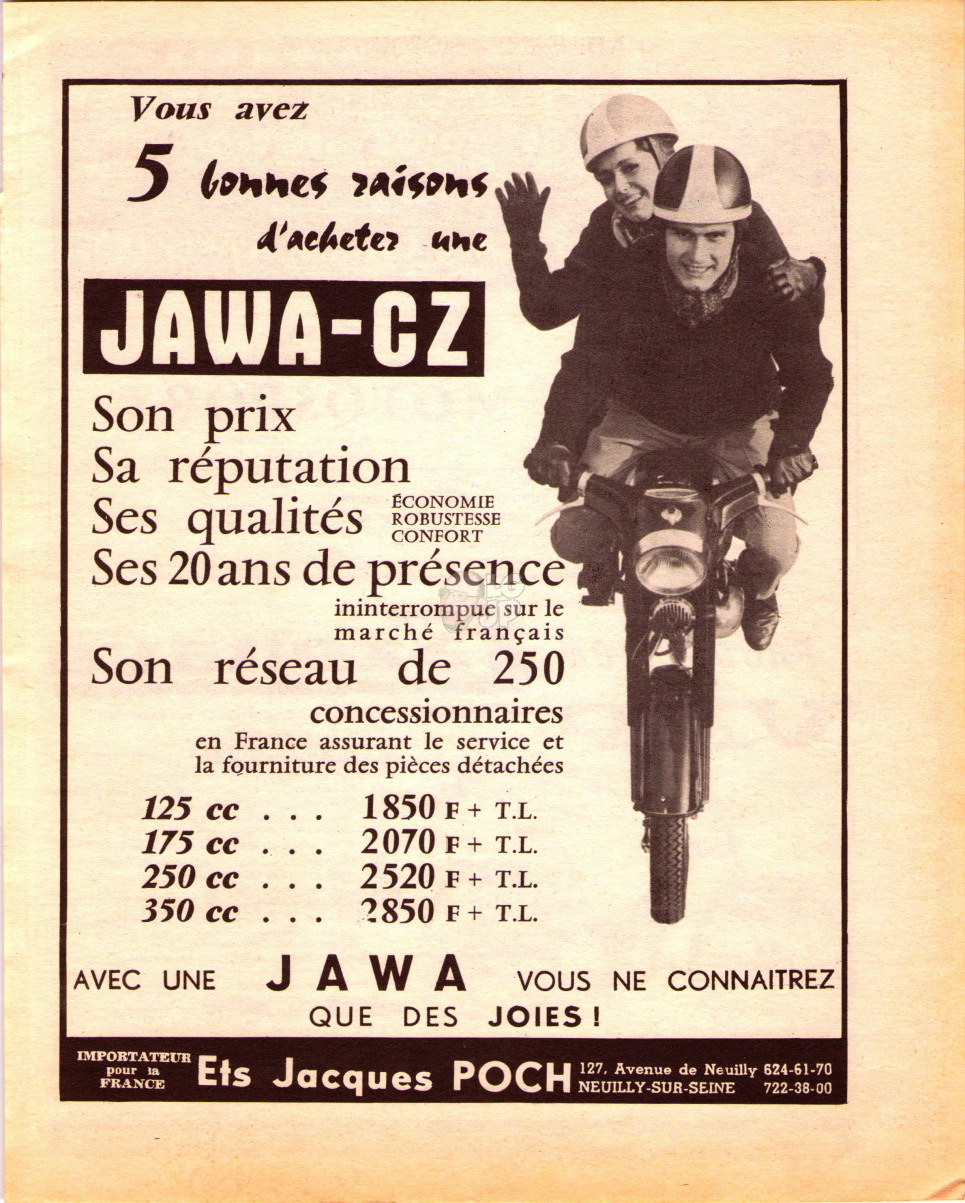 Vous avez
5 bonnes raisons
d'acheter une
JAWA-CZ
Son prix
Sa réputation
Ses qualités ÉCONOMIE
ROBUSTESSE
CONFORT
Ses 20 ans de présence
ininterrompue sur le
marché français
Son réseau de 250
concessionnaires
en France assurant le service et
la fourniture des pièces détachées
125 cc . . . 1850 F + T.L.
175 cc . . . 2070 F + T.L.
250 cc . . . 2520 F + T.L.
350 cc . . . 2850 F + T.L.
AVEC UNE JAWA VOUS NE CONNAITREZ
QUE DES JOIES !
IMPORTATEUR
pour la
FRANCE
Ets Jacques POCH
127, Avenue de Neuilly 624-61-70
NEUILLY-SUR-SEINE 722-38-00